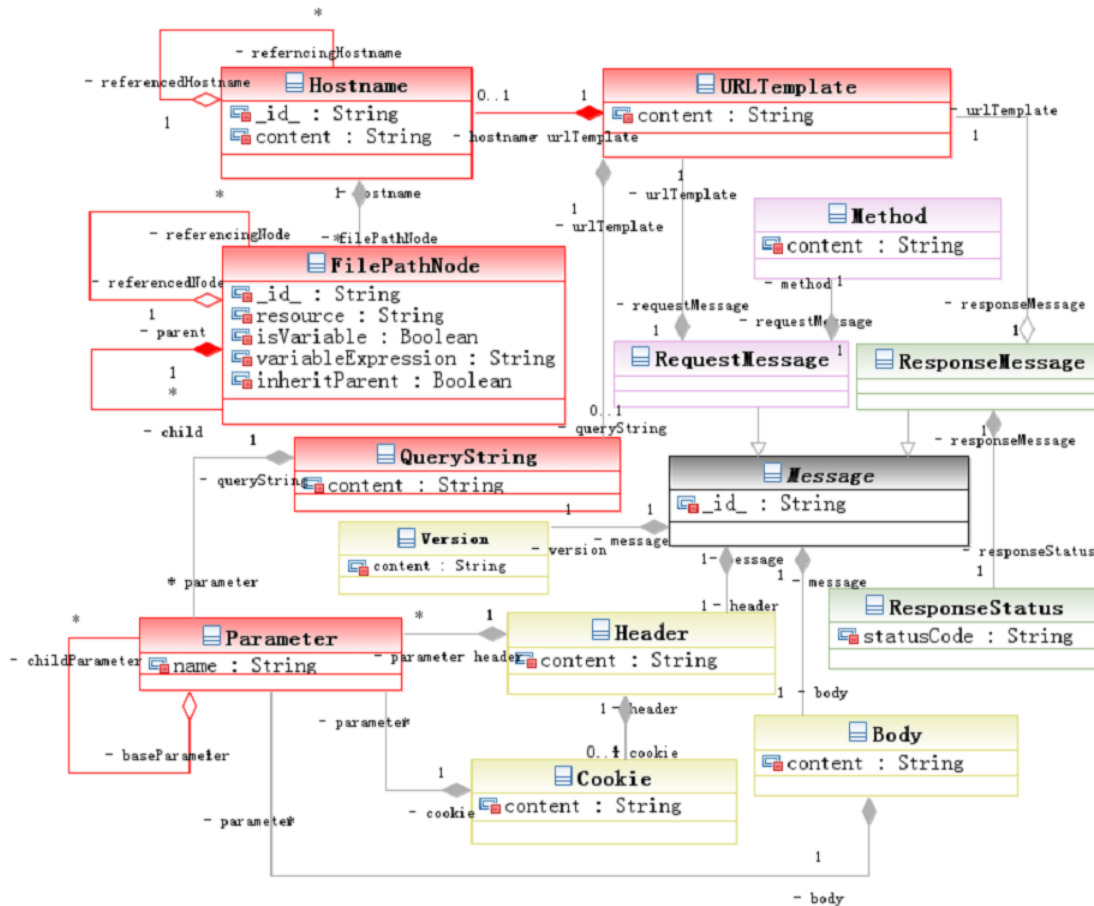 *
- referncingHostname
- referencedHostname
1
Hostname
_id_ : String
content : String
0..1
1
- hostname
- urlTemplate
URLTemplate
content : String
- urlTemplate
1
1
- hostname
*
- filePathNode
*
- referencingNode
- referencedNode
1
FilePathNode
_id_ : String
resource : String
isVariable : Boolean
variableExpression : String
inheritParent : Boolean
- parent
1
*
- child
1
- urlTemplate
1
- urlTemplate
Method
content : String
1
- method
- requestMessage
1
- requestMessage
1
- responseMessage
1
RequestMessage
ResponseMessage
0..1
- queryString
1
- responseMessage
1
- queryString
QueryString
content : String
Message
_id_ : String
Version
content : String
1
1
- version
- message
1
1
- message
- responseStatus
1
ResponseStatus
statusCode : String
* parameter
1
- header
*
- childParameter
Parameter
name : String
*
1
- parameter
header
Header
content : String
1
- header
1
- body
- baseParameter
- parameter
*
0..1
cookie
Body
content : String
1
- cookie
Cookie
content : String
- parameter
*
1
- body